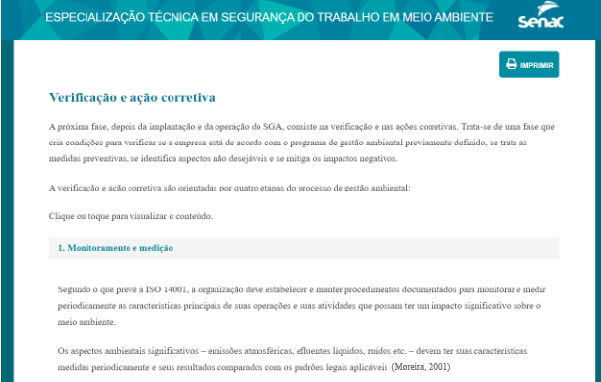 ESPECIALIZAÇÃO TÉCNICA EM SEGURANÇA DO TRABALHO EM MEIO AMBIENTE
Senac
IMPRIMIR
Verificação e ação corretiva
A próxima fase, depois da implantação e da operação do SGA, consiste na verificação e nas ações corretivas. Trata-se de uma fase que
cria condições para verificar se a empresa está de acordo com o programa de gestão ambiental previamente definido, se trata as
medidas preventivas, se identifica aspectos não desejáveis e se mitiga os impactos negativos.
A verificação e ação corretiva são orientadas por quatro etapas do processo de gestão ambiental:
Clique ou toque para visualizar o conteúdo.
1. Monitoramento e medição
Segundo o que prevê a ISO 14001, a organização deve estabelecer e manter procedimentos documentados para monitorar e medir
periodicamente as características principais de suas operações e suas atividades que possam ter um impacto significativo sobre o
meio ambiente.
Os aspectos ambientais significativos – emissões atmosféricas, efluentes líquidos, ruídos etc. – devem ter suas características
medidas periodicamente e seus resultados comparados com os padrões legais aplicáveis (Moreira, 2001)